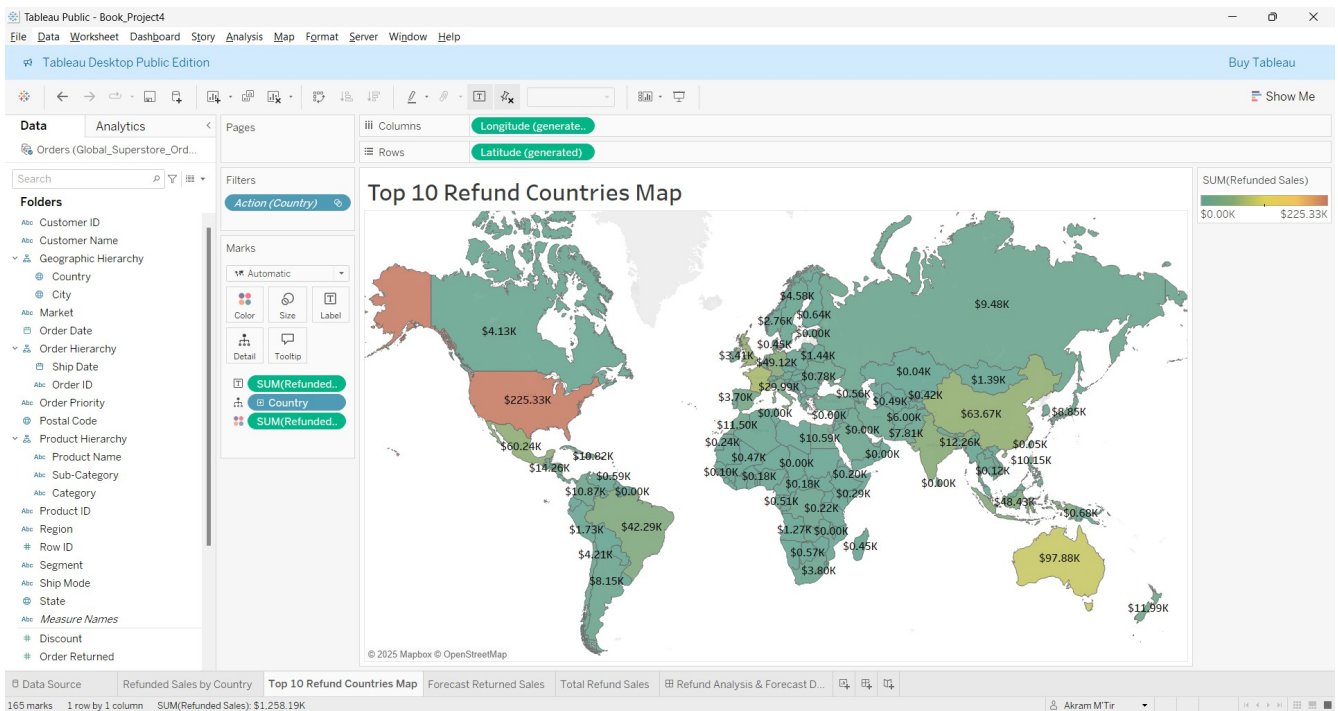 Tableau Public - Book_Project4
File Data Worksheet Dashboard Story Analysis Map Format Server Window Help
Tableau Desktop Public Edition
Buy Tableau
Show Me
Data
Analytics
Orders (Global_Superstore_Ord...
Search
Folders
Abc Customer ID
Abc Customer Name
Geographic Hierarchy
Country
City
Abc Market
Order Date
Order Hierarchy
Ship Date
Abc Order ID
Abc Order Priority
Postal Code
Product Hierarchy
Abc Product Name
Abc Sub-Category
Abc Category
Abc Product ID
Abc Region
# Row ID
Abc Segment
Abc Ship Mode
State
Abc Measure Names
# Discount
# Order Returned
Pages
Filters
Action (Country)
Marks
Automatic
Color Size Label
Detail Tooltip
SUM(Refunded..
Country
SUM(Refunded..
Columns
Longitude (generate..
Rows
Latitude (generated)
Top 10 Refund Countries Map
$4.58K
$9.48K
$2.76K
$0.64K
$4.13K
$0.00K
$0.45K
$3.41K
$1.44K
$49.12K
$0.78K
$0.04K
$1.39K
$29.99K
$225.33K
$3.70K
$0.56K
$0.49K
$0.42K
$0.00K
$0.00K
$63.67K
$8.85K
$6.00K
$11.50K
$0.00K
$7.81K
$60.24K
$0.24K
$10.59K
$12.26K
$0.05K
$10.82K
$0.47K
$0.00K
$0.00K
$10.15K
$14.26K
$0.59K
$0.10K
$0.18K
$0.20K
$0.12K
$0.18K
$0.00K
$10.87K
$0.00K
$0.29K
$0.51K
$0.22K
$48.43K
$0.68K
$1.73K
$42.29K
$1.27K
$0.00K
$0.45K
$4.21K
$0.57K
$97.88K
$8.15K
$3.80K
$11.99K
© 2025 Mapbox © OpenStreetMap
SUM(Refunded Sales)
$0.00K
$225.33K
Data Source
Refunded Sales by Country
Top 10 Refund Countries Map
Forecast Returned Sales
Total Refund Sales
Refund Analysis & Forecast D...
165 marks 1 row by 1 column SUM(Refunded Sales): $1.258.19K
Akram M'Tir